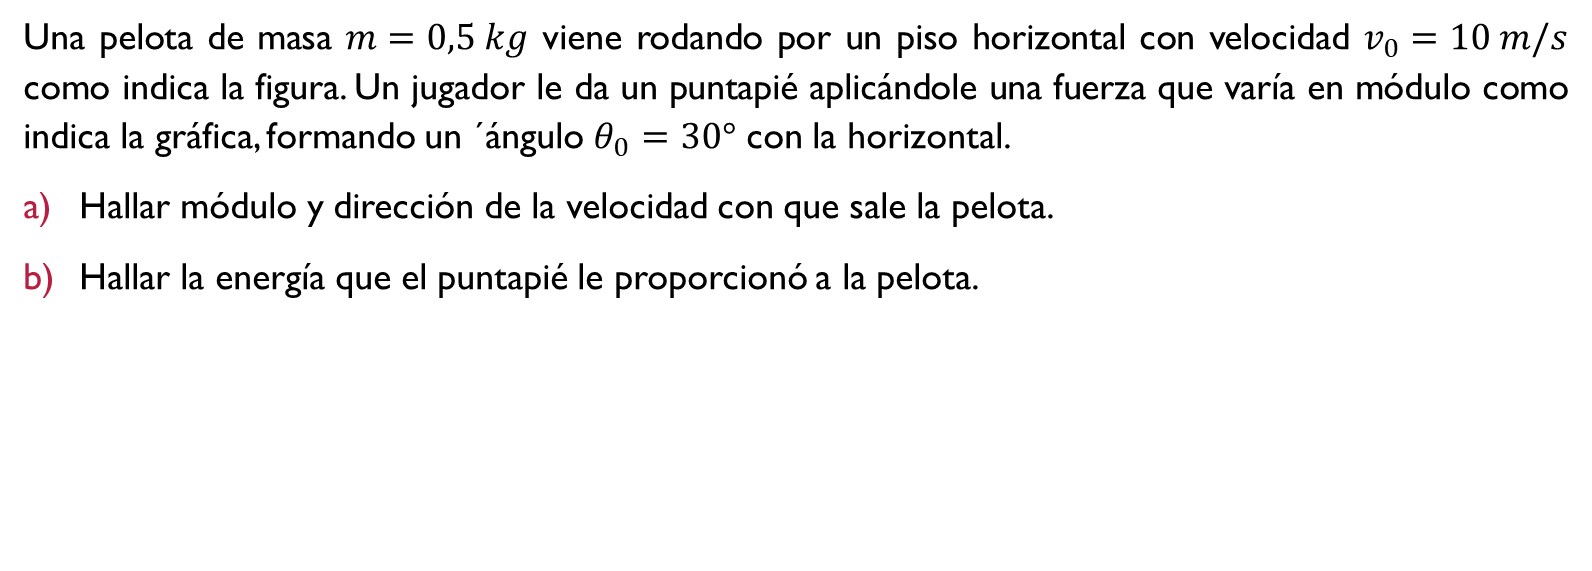 Una pelota de masa m = 0,5 kg viene rodando por un piso horizontal con velocidad v₀ = 10 m/s
como indica la figura. Un jugador le da un puntapié aplicándole una fuerza que varía en módulo como
indica la gráfica, formando un ´ángulo θ₀ = 30° con la horizontal.
a) Hallar módulo y dirección de la velocidad con que sale la pelota.
b) Hallar la energía que el puntapié le proporcionó a la pelota.